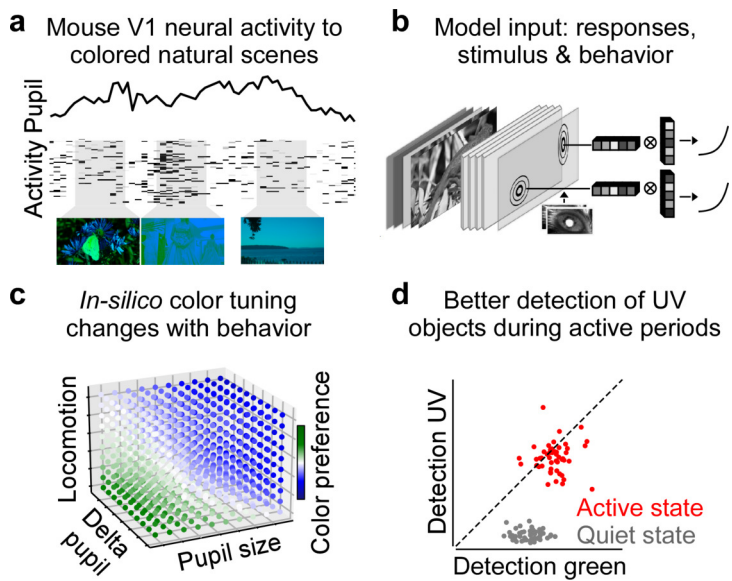 a
Mouse V1 neural activity to
colored natural scenes
Pupil
Activity
b
Model input: responses,
stimulus & behavior
c
In-silico color tuning
changes with behavior
Locomotion
Delta
pupil
Pupil size
Color preference
d
Better detection of UV
objects during active periods
Detection UV
Active state
Quiet state
Detection green